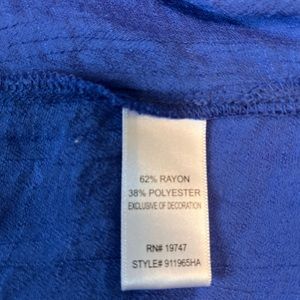 62% RAYON
38% POLYESTER
EXCLUSIVE OF DECORATION
RN# 19747
STYLE# 911965HA